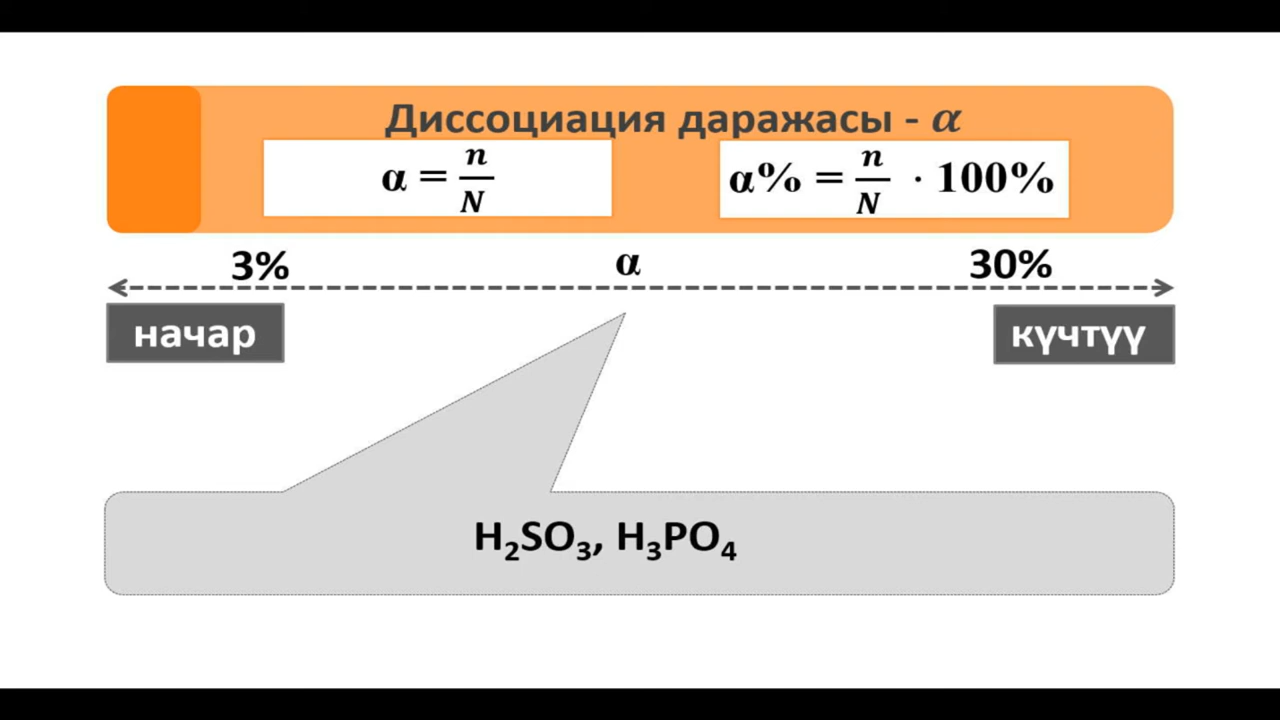 Диссоциация даражасы - α
α = n/N
α% = n/N · 100%
3% α 30%
начар күчтүү
H₂SO₃, H₃PO₄